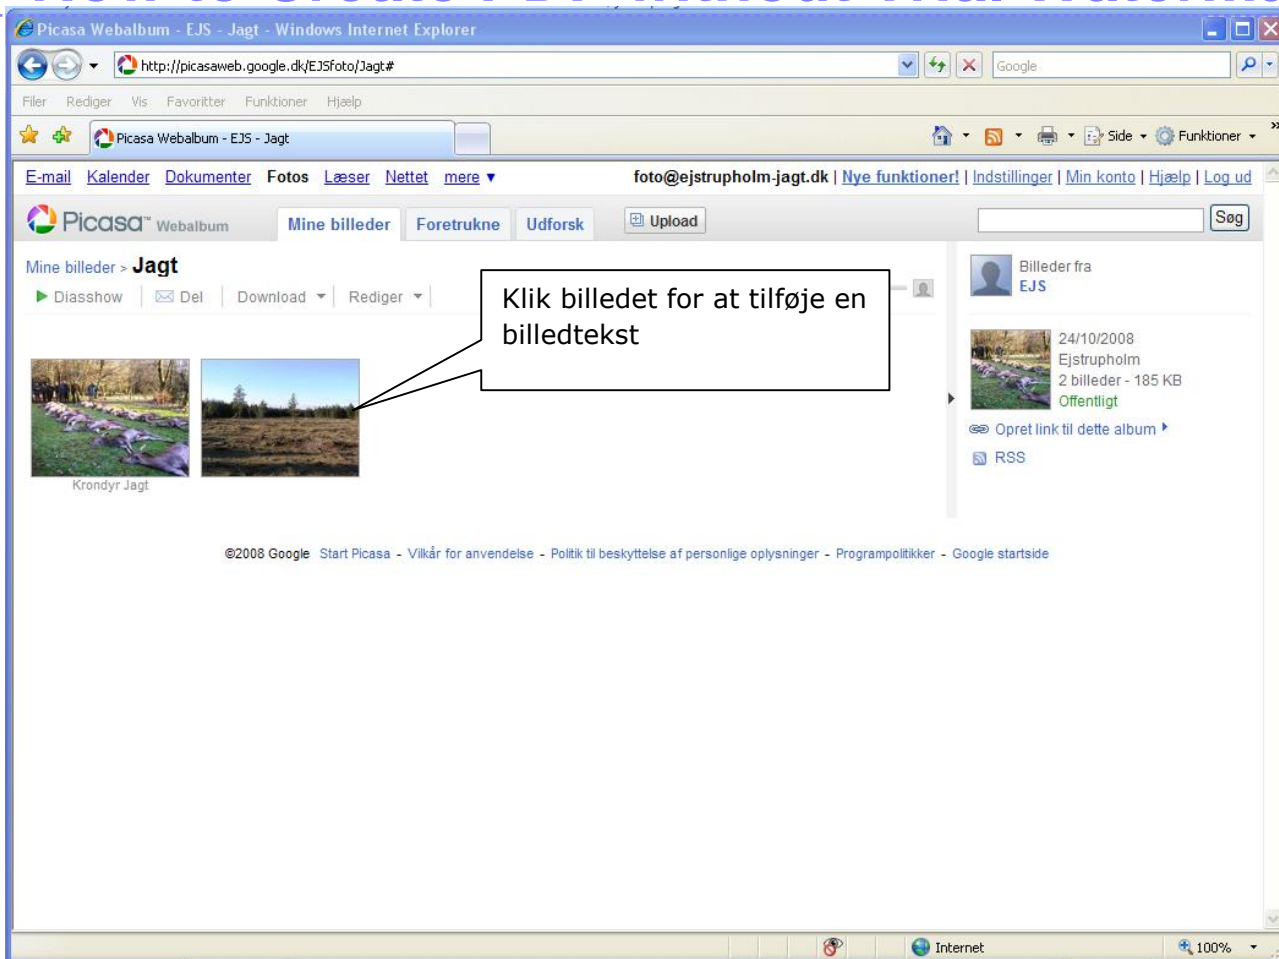 Picasa Webalbum - EJS - Jagt - Windows Internet Explorer
http://picasaweb.google.dk/EJSfoto/Jagt#
Google
Filer Rediger Vis Favoritter Funktioner Hjælp
Picasa Webalbum - EJS - Jagt
Side Funktioner »
E-mail Kalender Dokumenter Fotos Læser Nettet mere ▼
foto@ejstrupholm-jagt.dk | Nye funktioner! | Indstillinger | Min konto | Hjælp | Log ud
Picasa™ Webalbum
Mine billeder Foretrukne Udforsk Upload
Søg
Mine billeder > Jagt
Diasshow Del Download Rediger
Klik billedet for at tilføje en
billedtekst
Krondyr Jagt
Billeder fra
EJS
24/10/2008
Ejstrupholm
2 billeder - 185 KB
Offentligt
Opret link til dette album
RSS
©2008 Google Start Picasa - Vilkår for anvendelse - Politik til beskyttelse af personlige oplysninger - Programpolitikker - Google startside
Internet
100%